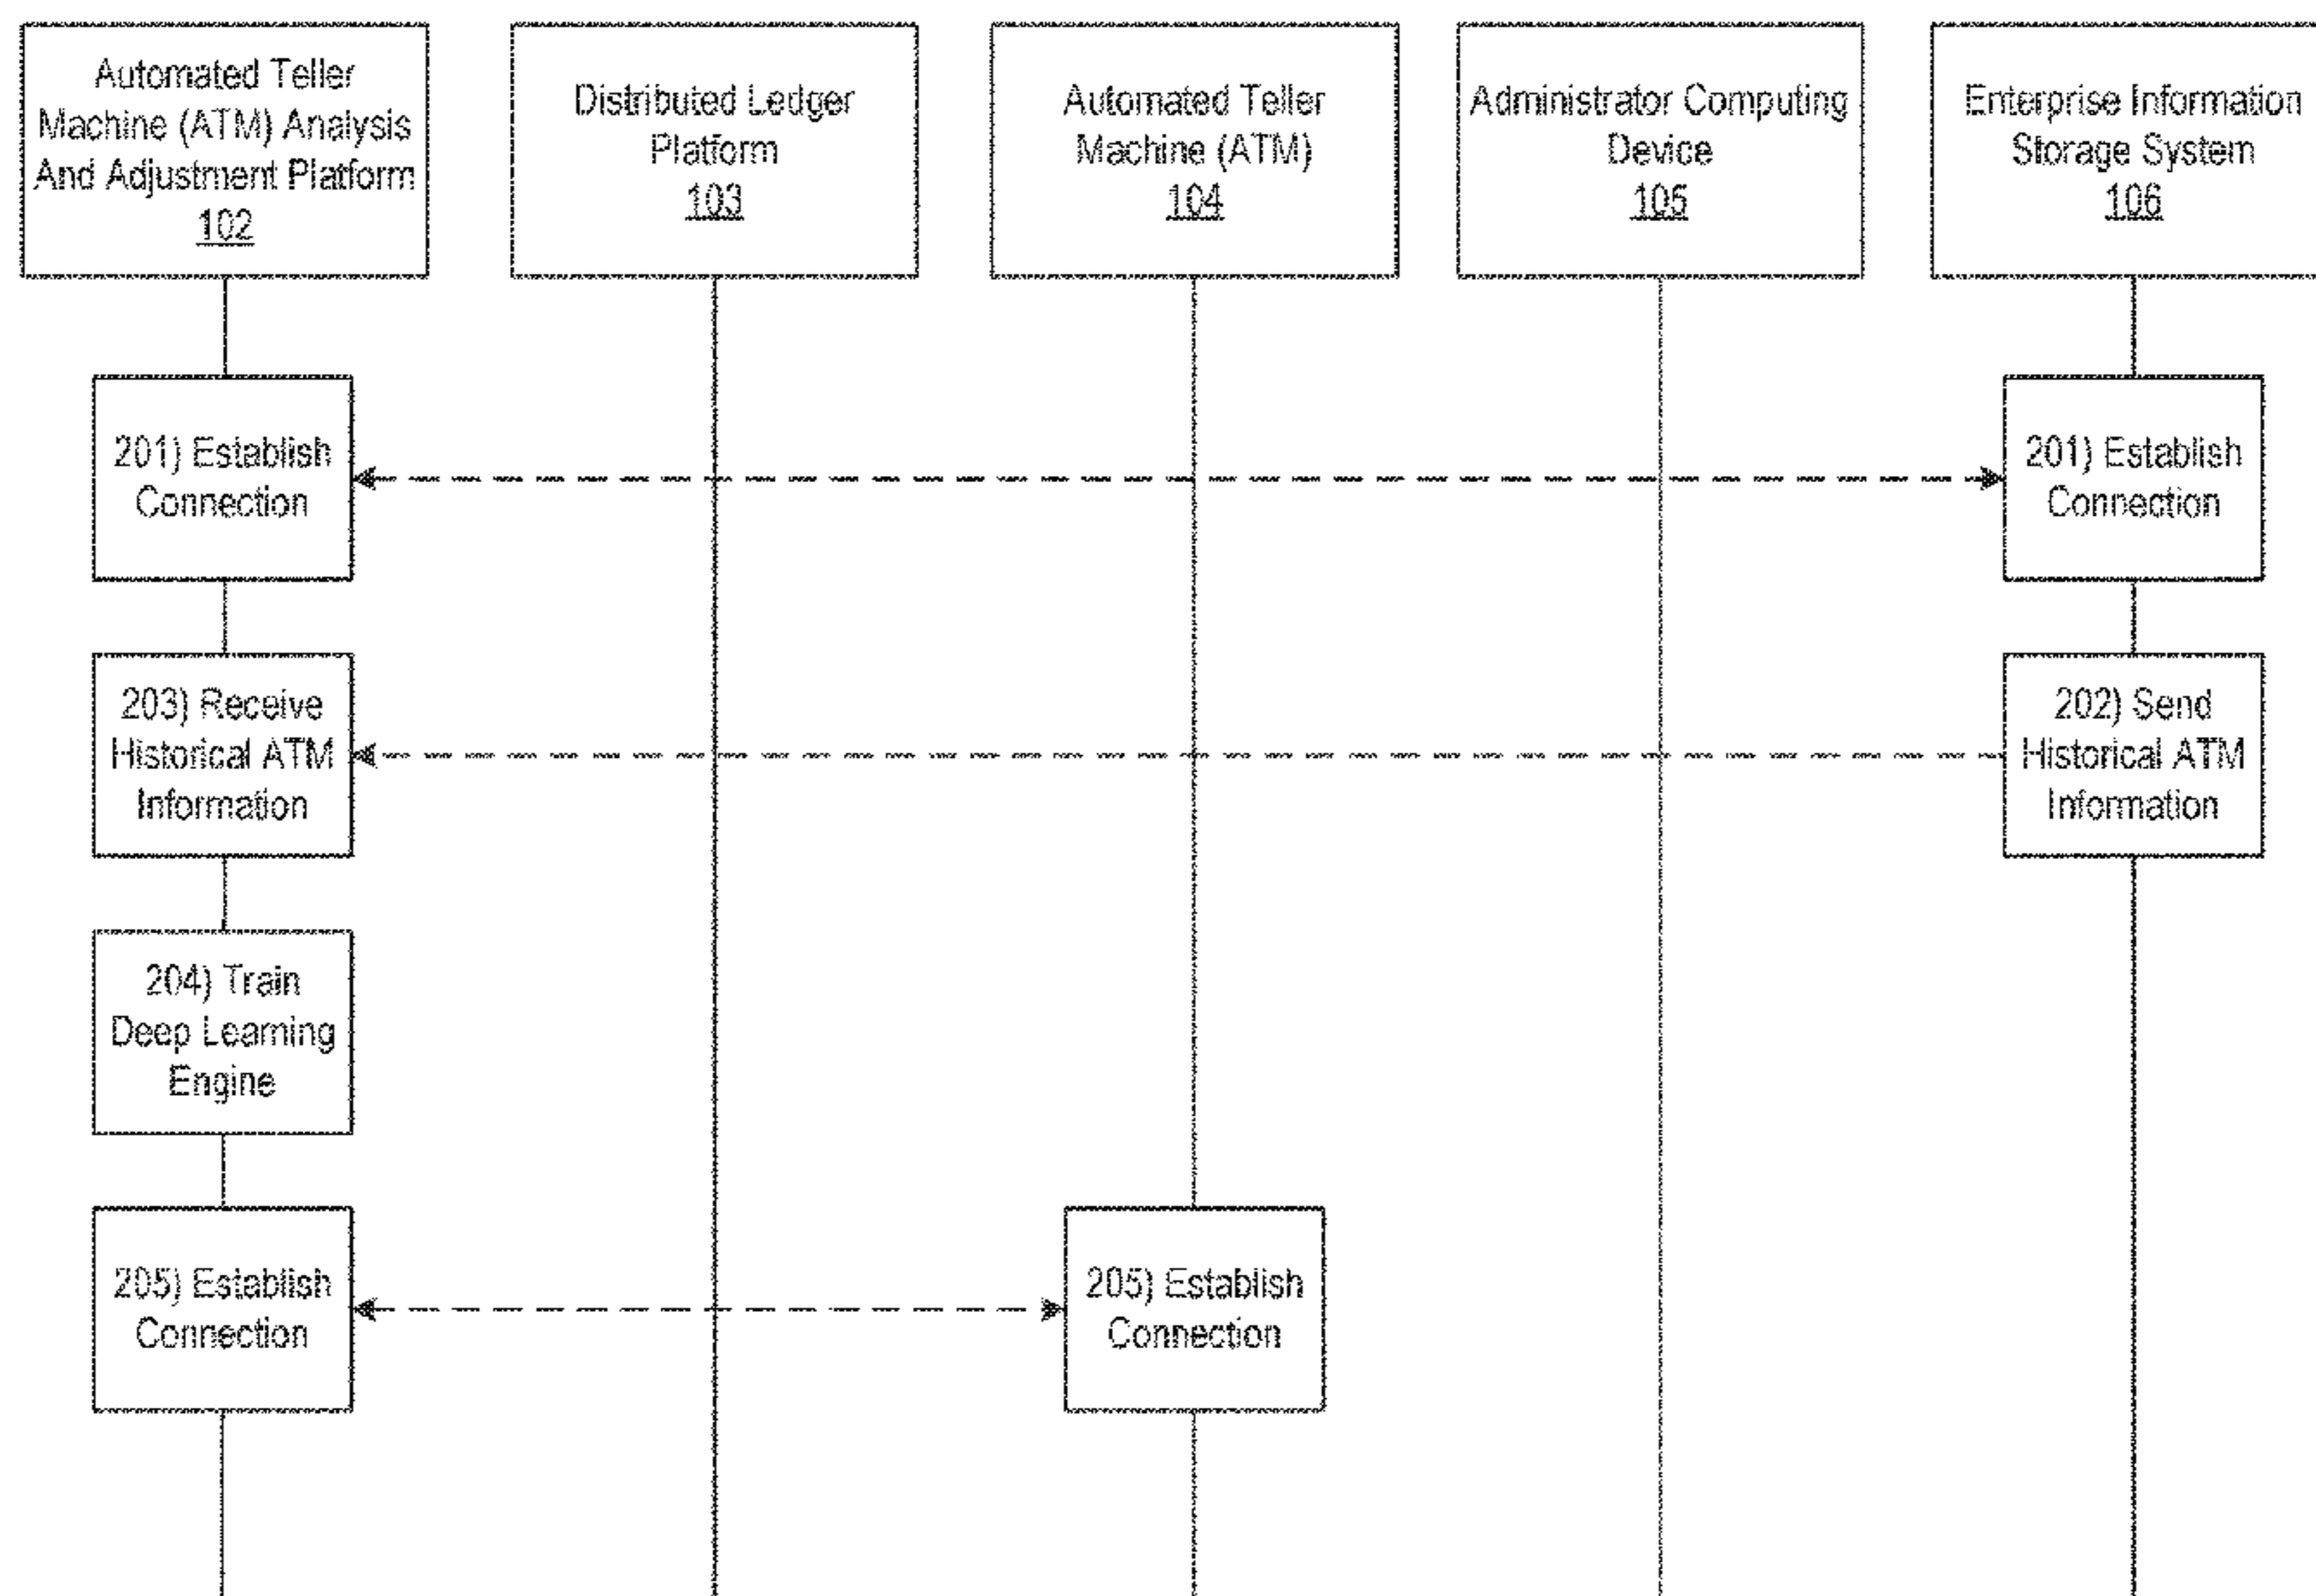 Automated Teller
Machine (ATM) Analysis
And Adjustment Platform
102
Distributed Ledger
Platform
103
Automated Teller
Machine (ATM)
104
Administrator Computing
Device
105
Enterprise Information
Storage System
106
201) Establish
Connection
201) Establish
Connection
203) Receive
Historical ATM
Information
202) Send
Historical ATM
Information
204) Train
Deep Learning
Engine
205) Establish
Connection
205) Establish
Connection